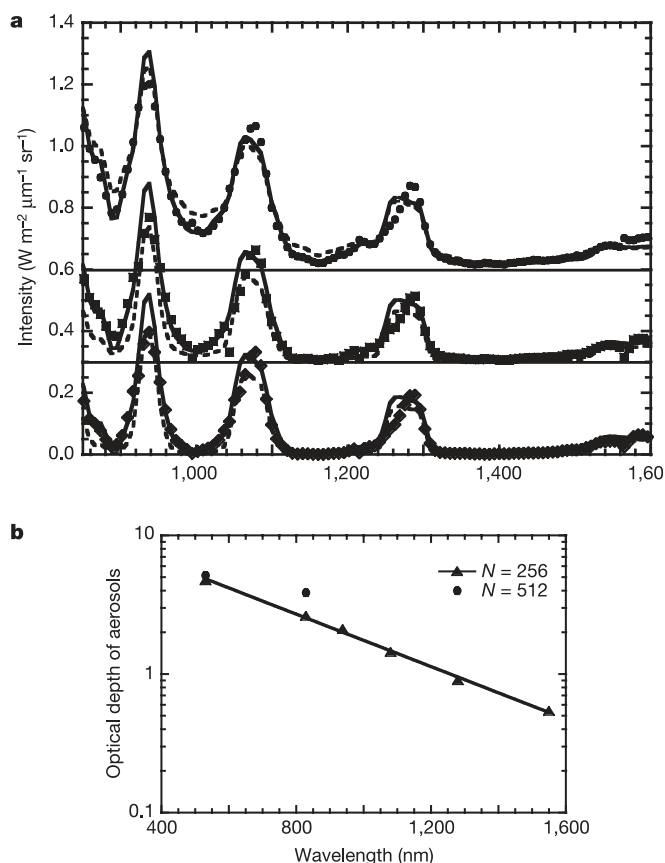 a
1.4
1.2
1.0
0.8
0.6
0.4
0.2
0.0
Intensity (W m–2 μm–1 sr–1)
1,000
1,200
1,400
1,60
b
10
1
0.1
Optical depth of aerosols
N = 256
N = 512
400
800
1,200
1,600
Wavelength (nm)